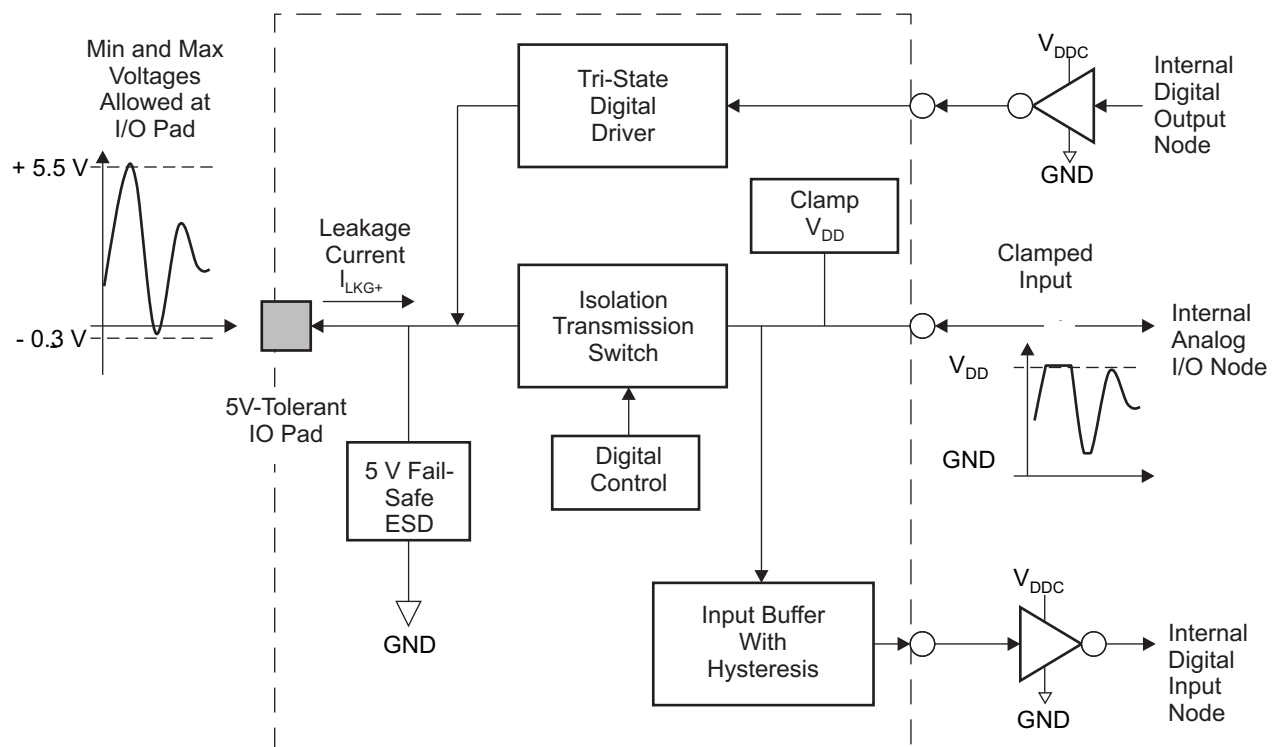 Min and Max
Voltages
Allowed at
I/O Pad
+ 5.5 V
- 0.3 V
Leakage
Current
I_LKG+
5V-Tolerant
IO Pad
5 V Fail-
Safe
ESD
GND
Tri-State
Digital
Driver
Isolation
Transmission
Switch
Digital
Control
Clamp
V_DD
Input Buffer
With
Hysteresis
V_DDC
GND
Internal
Digital
Output
Node
Clamped
Input
V_DD
GND
Internal
Analog
I/O Node
V_DDC
GND
Internal
Digital
Input
Node